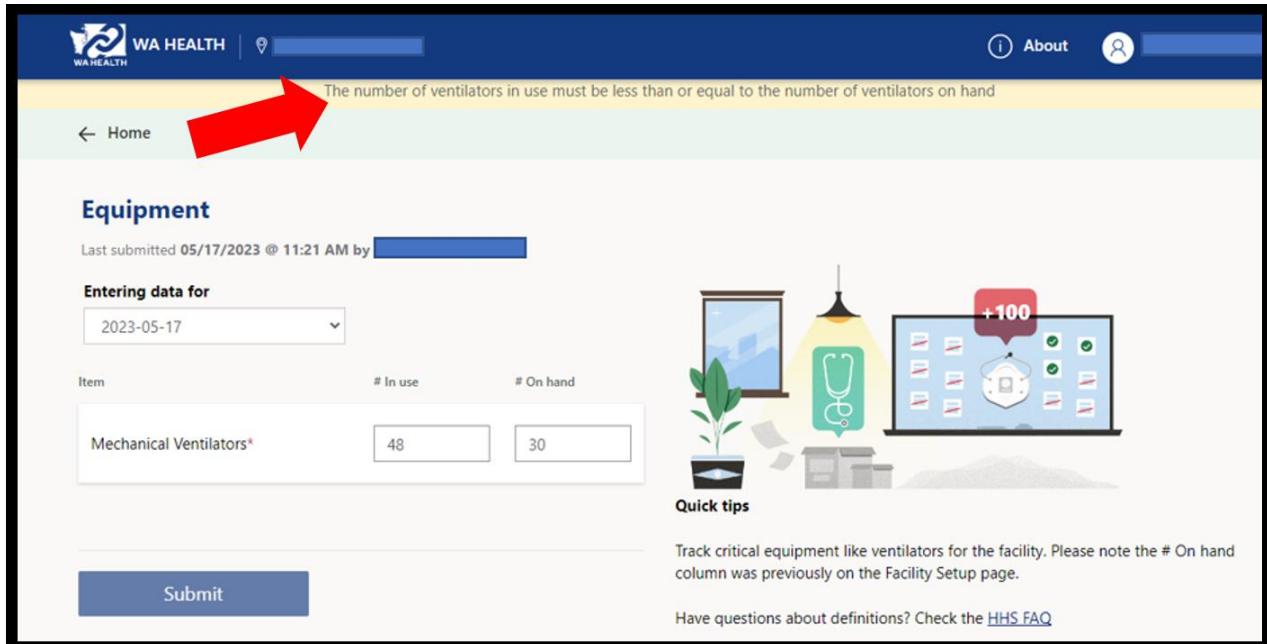 WA HEALTH
WA HEALTH
About
The number of ventilators in use must be less than or equal to the number of ventilators on hand
← Home
Equipment
Last submitted 05/17/2023 @ 11:21 AM by
Entering data for
2023-05-17
Item # In use # On hand
Mechanical Ventilators* 48 30
Submit
+100
Quick tips
Track critical equipment like ventilators for the facility. Please note the # On hand
column was previously on the Facility Setup page.
Have questions about definitions? Check the HHS FAQ